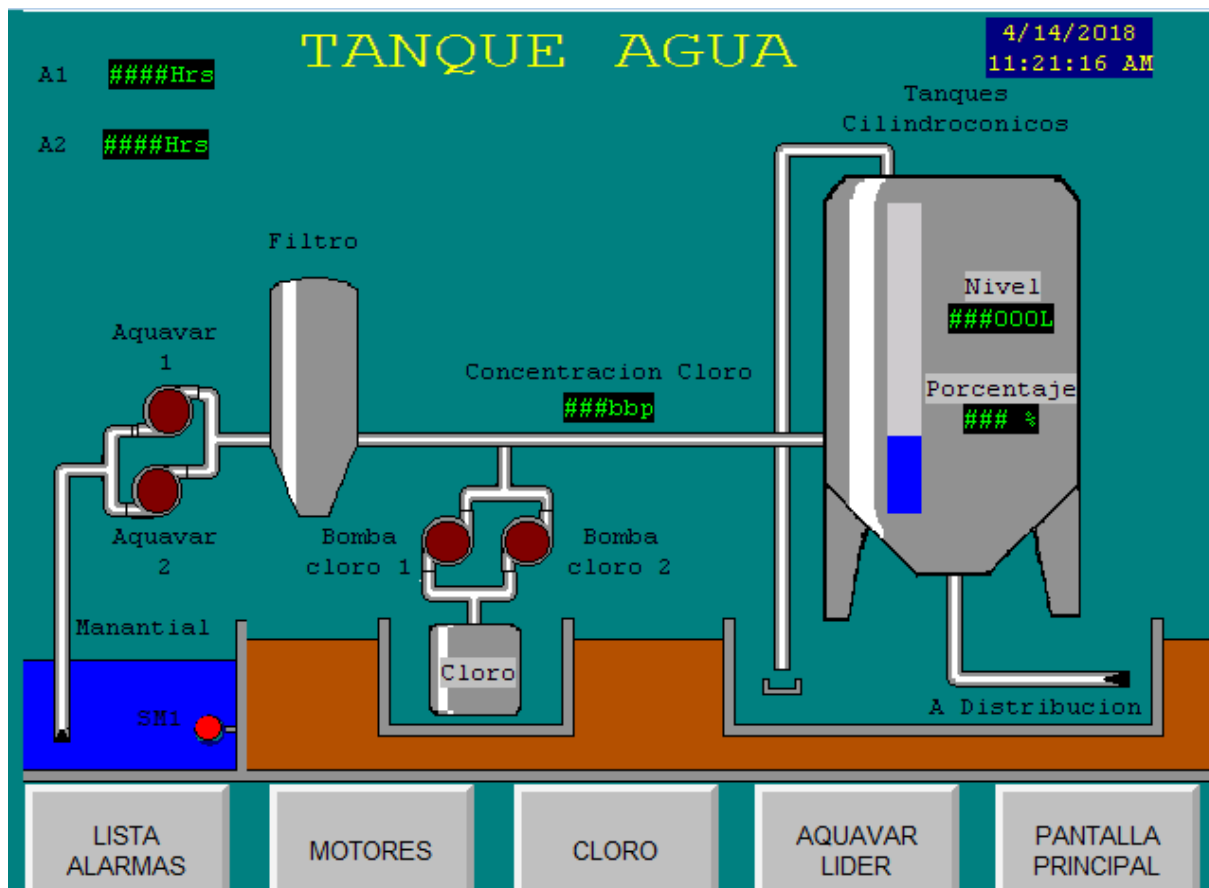 TANQUE AGUA
4/14/2018
11:21:16 AM
A1 ####Hrs
A2 ####Hrs
Tanques
Cilindroconicos
Filtro
Nivel
###000L
Aquavar
1
Concentracion Cloro
###bbp
Porcentaje
### %
Aquavar
2
Bomba
cloro 1
Bomba
cloro 2
Manantial
Cloro
SM1
A Distribucion
LISTA
ALARMAS
MOTORES
CLORO
AQUAVAR
LIDER
PANTALLA
PRINCIPAL